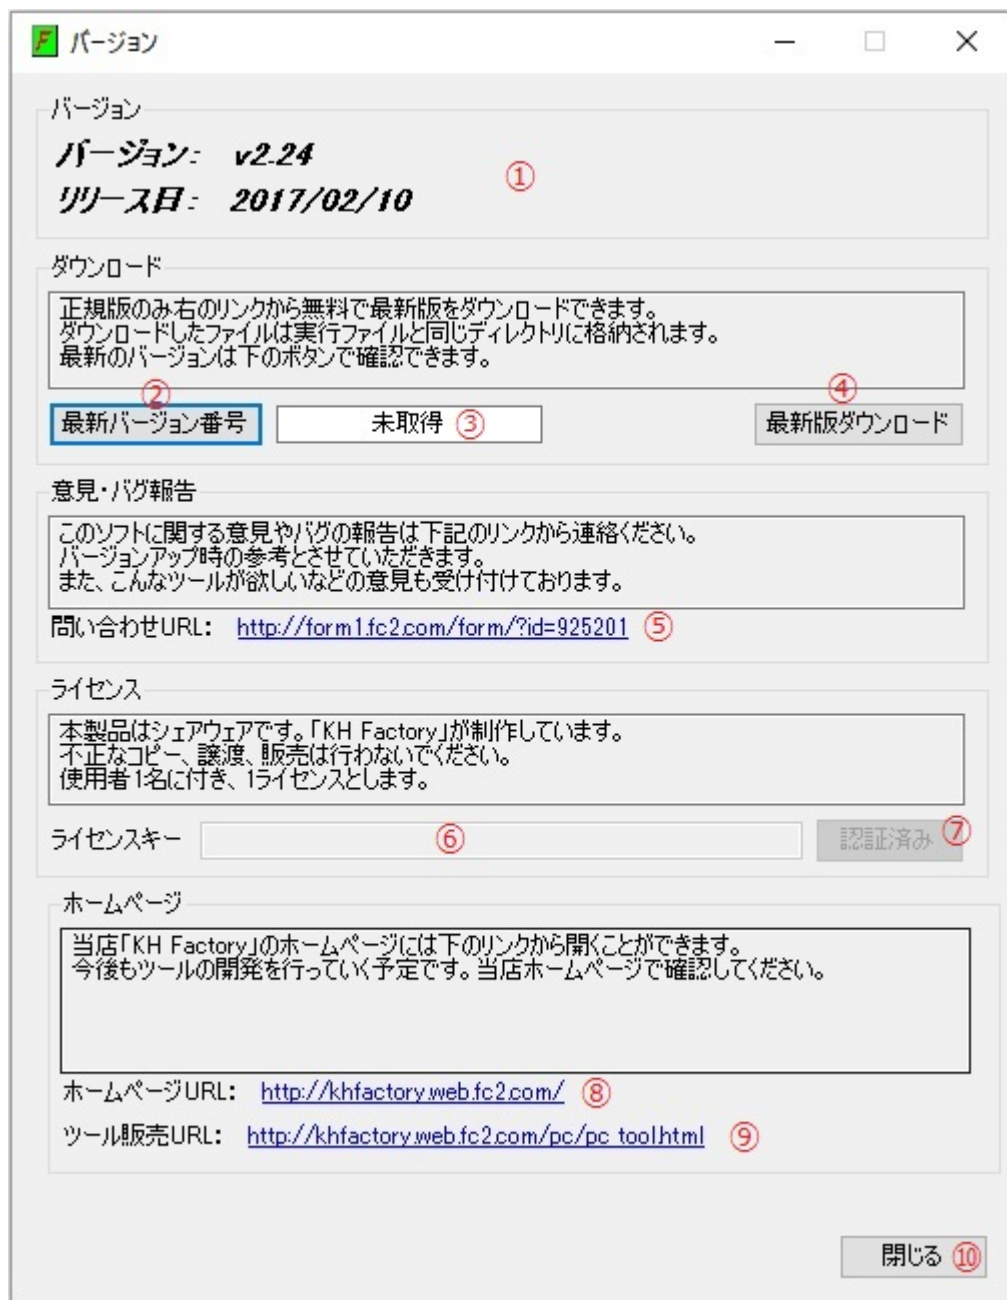 F バージョン
バージョン
バージョン: v2.24
①
リリース日: 2017/02/10
ダウンロード
正規版のみ右のリンクから無料で最新版をダウンロードできます。
ダウンロードしたファイルは実行ファイルと同じディレクトリに格納されます。
最新のバージョンは下のボタンで確認できます。
② ④
最新バージョン番号 未取得 ③ 最新版ダウンロード
意見・バグ報告
このソフトに関する意見やバグの報告は下記のリンクから連絡ください。
バージョンアップ時の参考とさせていただきます。
また、こんなツールが欲しいなどの意見も受け付けております。
問い合わせURL: http://form1.fc2.com/form/?id=925201 ⑤
ライセンス
本製品はシェアウェアです。「KH Factory」が制作しています。
不正なコピー、譲渡、販売は行わないでください。
使用者1名に付き、1ライセンスとします。
ライセンスキー ⑥ 認証済み ⑦
ホームページ
当店「KH Factory」のホームページには下のリンクから開くことができます。
今後もツールの開発を行っていく予定です。当店ホームページで確認してください。
ホームページURL: http://khfactory.web.fc2.com/ ⑧
ツール販売URL: http://khfactory.web.fc2.com/pc/pc_tool.html ⑨
閉じる ⑩